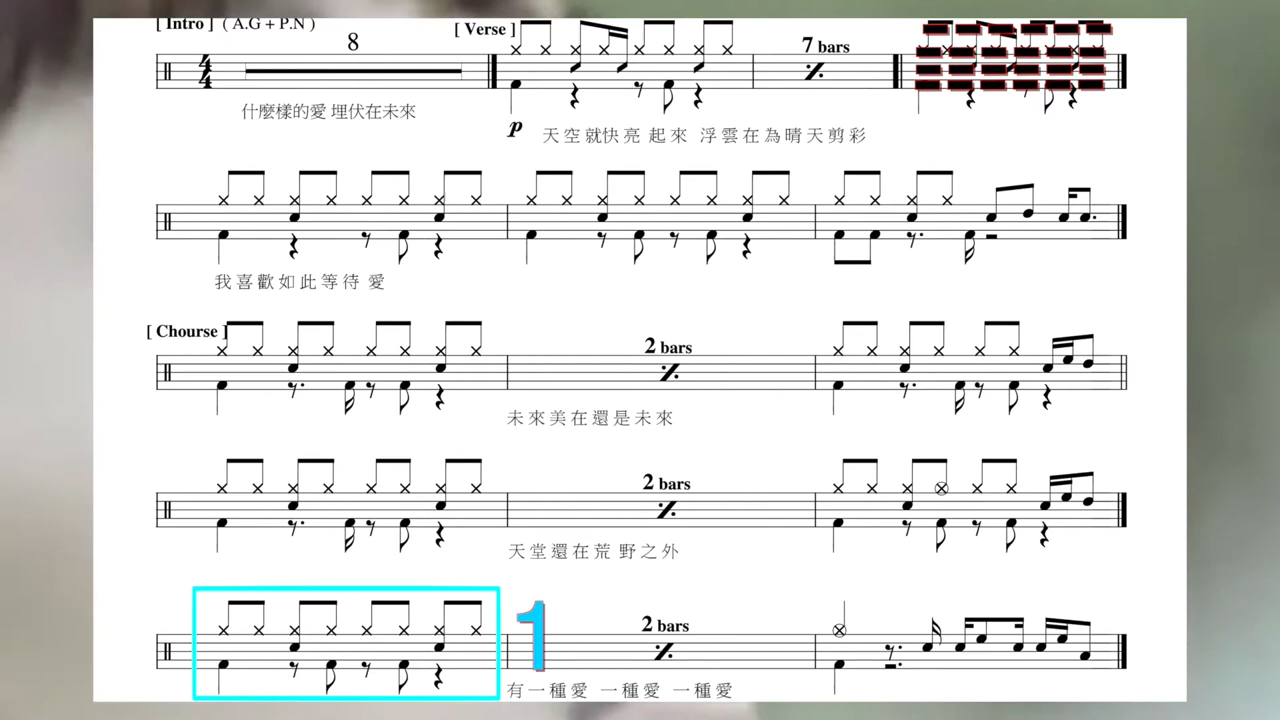 [ Intro ] ( A.G + P.N )
8
[ Verse ]
7 bars
4
4
什麼樣的愛 埋伏在未來
p
天空就快亮 起來 浮雲在為晴天剪彩
我喜歡如此等待 愛
[ Chourse ]
2 bars
未來美在還是未來
2 bars
天堂還在荒 野之外
1
2 bars
有一種愛 一種愛 一種愛